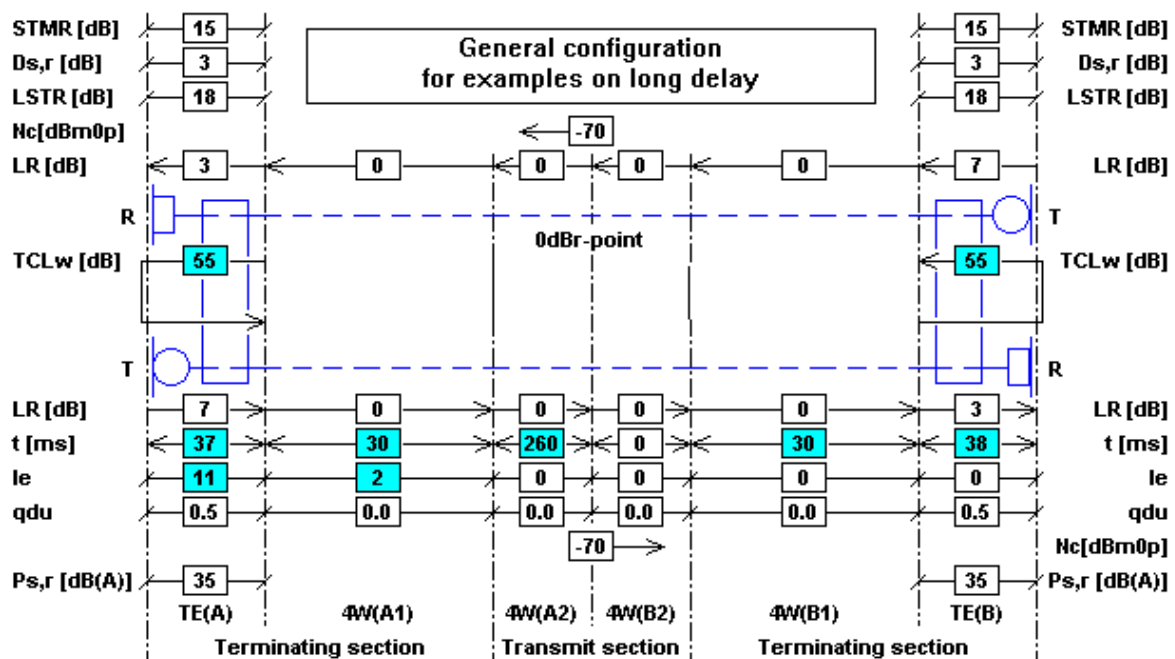 STMR [dB] 15 General configuration 15 STMR [dB]
Ds,r [dB] 3 for examples on long delay 3 Ds,r [dB]
LSTR [dB] 18 18 LSTR [dB]
Nc[dBm0p] -70
LR [dB] 3 0 0 0 0 7 LR [dB]
R T
0dBr-point
TCLw [dB] 55 55 TCLw [dB]
T R
LR [dB] 7 0 0 0 0 3 LR [dB]
t [ms] 37 30 260 0 30 38 t [ms]
Ie 11 2 0 0 0 0 Ie
qdu 0.5 0.0 0.0 0.0 0.0 0.5 qdu
-70 Nc[dBm0p]
Ps,r [dB(A)] 35 35 Ps,r [dB(A)]
TE(A) 4W(A1) 4W(A2) 4W(B2) 4W(B1) TE(B)
Terminating section Transmit section Terminating section